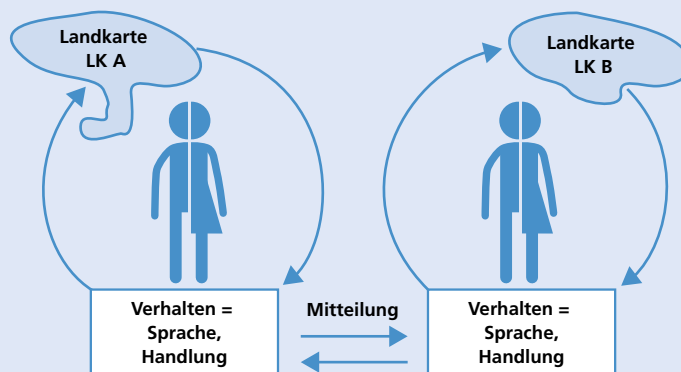 Landkarte
LK A
Landkarte
LK B
Verhalten =
Sprache,
Handlung
Mitteilung
Verhalten =
Sprache,
Handlung